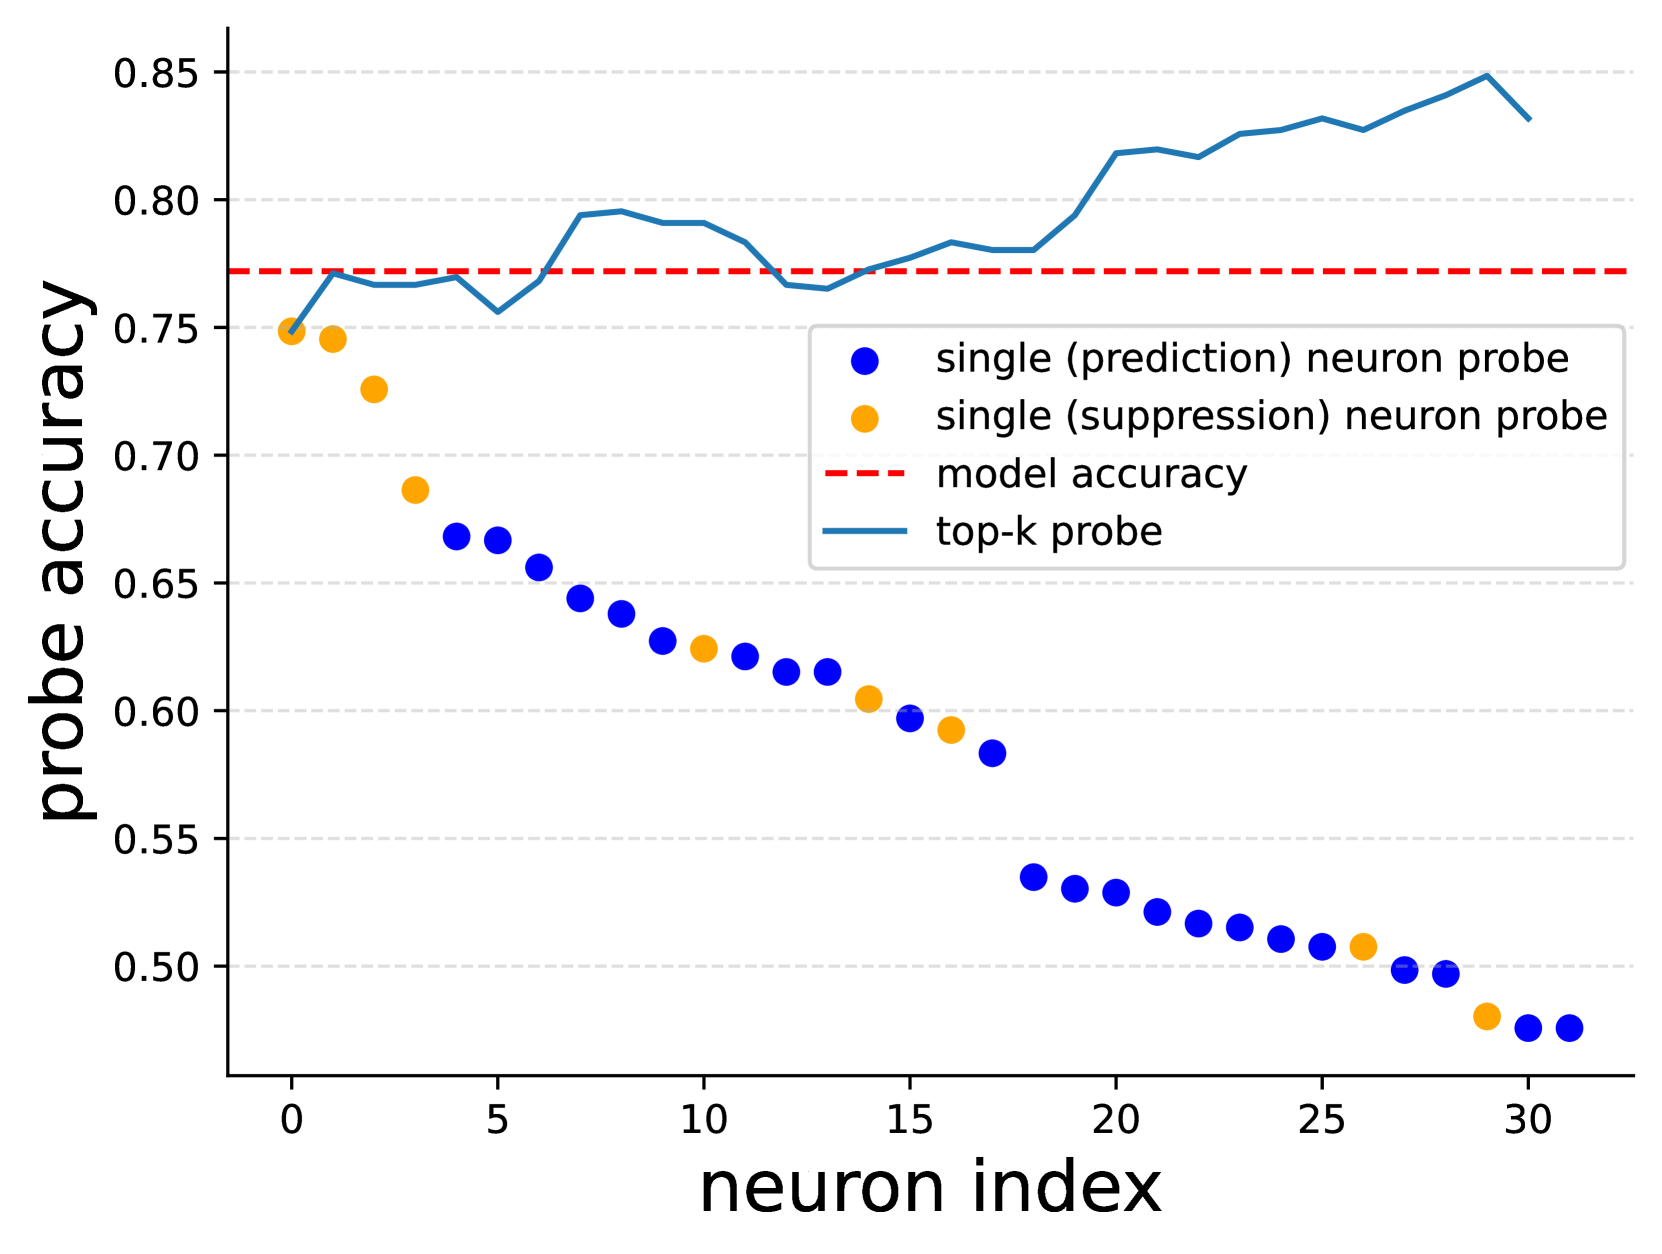 probe accuracy
0.85
0.80
0.75
0.70
0.65
0.60
0.55
0.50
single (prediction) neuron probe
single (suppression) neuron probe
model accuracy
top-k probe
0 5 10 15 20 25 30
neuron index